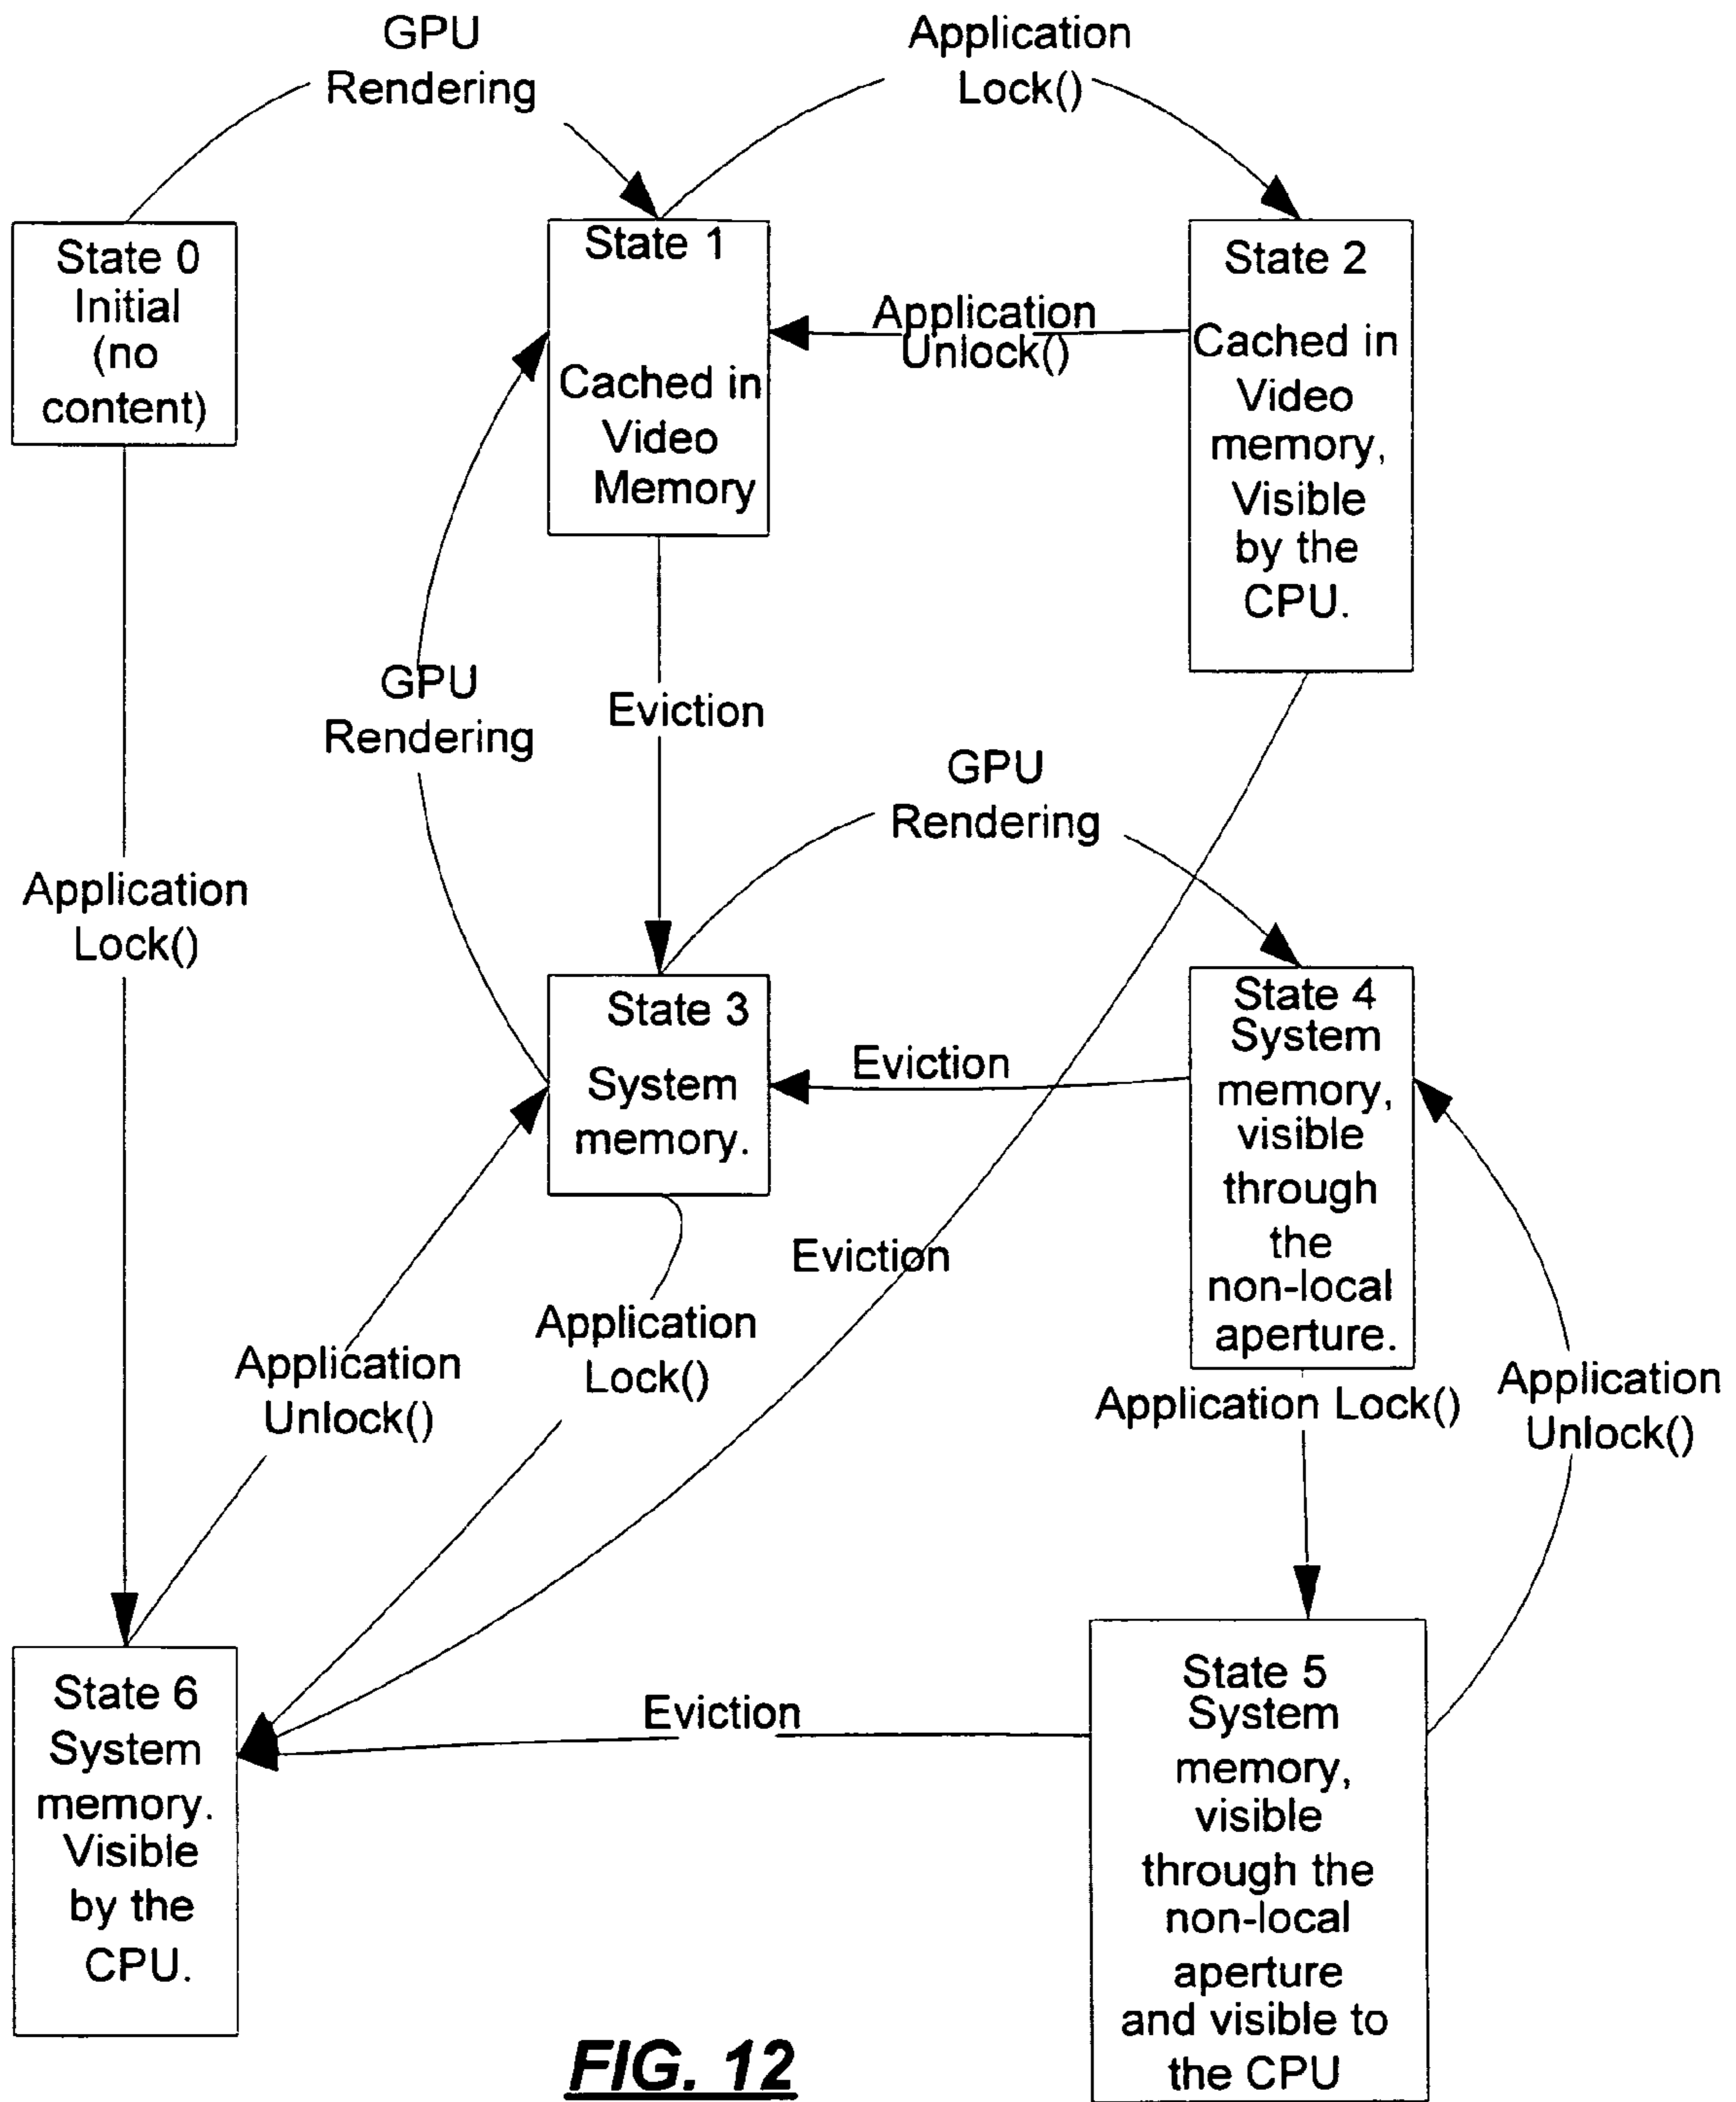 GPU
Rendering
Application
Lock()
State 0
Initial
(no
content)
State 1
Cached in
Video
Memory
State 2
Cached in
Video
memory,
Visible
by the
CPU.
Application
Unlock()
GPU
Rendering
Eviction
GPU
Rendering
Application
Lock()
State 3
System
memory.
Eviction
State 4
System
memory,
visible
through
the
non-local
aperture.
Eviction
Application
Unlock()
Application
Lock()
Application Lock()
Application
Unlock()
State 6
System
memory.
Visible
by the
CPU.
Eviction
State 5
System
memory,
visible
through the
non-local
aperture
and visible to
the CPU
FIG. 12